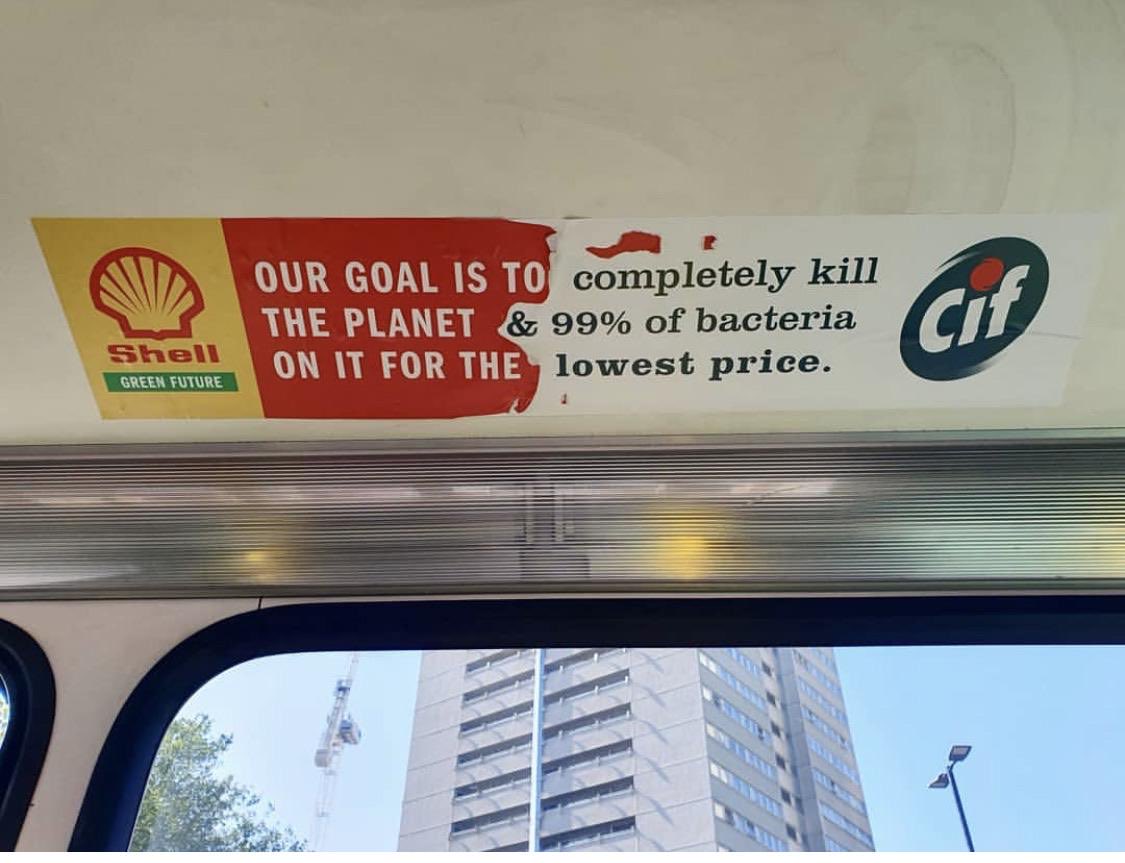 Shell
GREEN FUTURE
OUR GOAL IS TO completely kill
THE PLANET & 99% of bacteria
ON IT FOR THE lowest price.
Cif